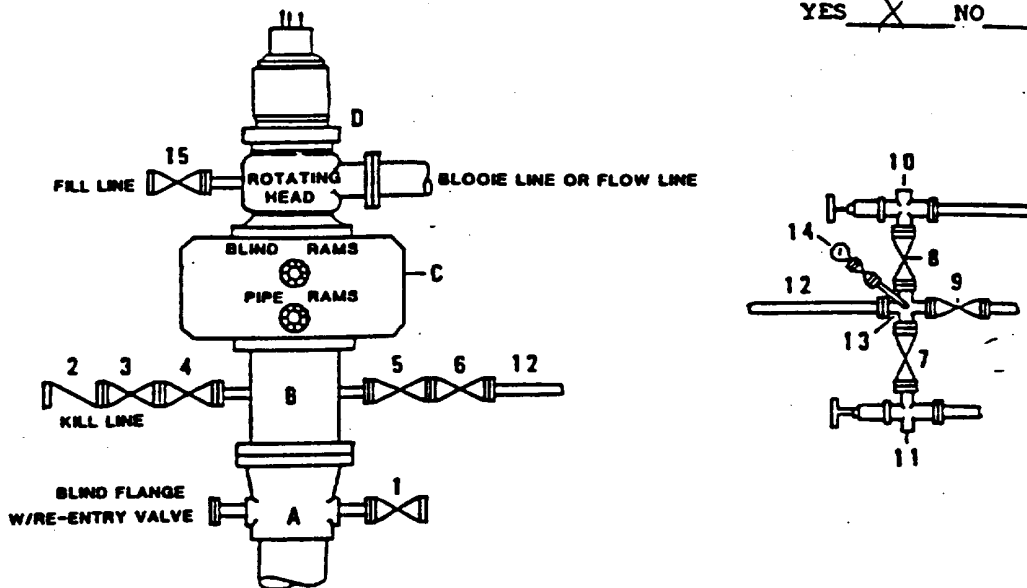 YES X NO
D
15
FILL LINE
ROTATING HEAD
BLOOIE LINE OR FLOW LINE
BLIND RAMS
C
PIPE RAMS
2 3 4
KILL LINE
B
5 6 12
BLIND FLANGE
W/RE-ENTRY VALVE
A
1
10
14
8
12
9
13
7
11